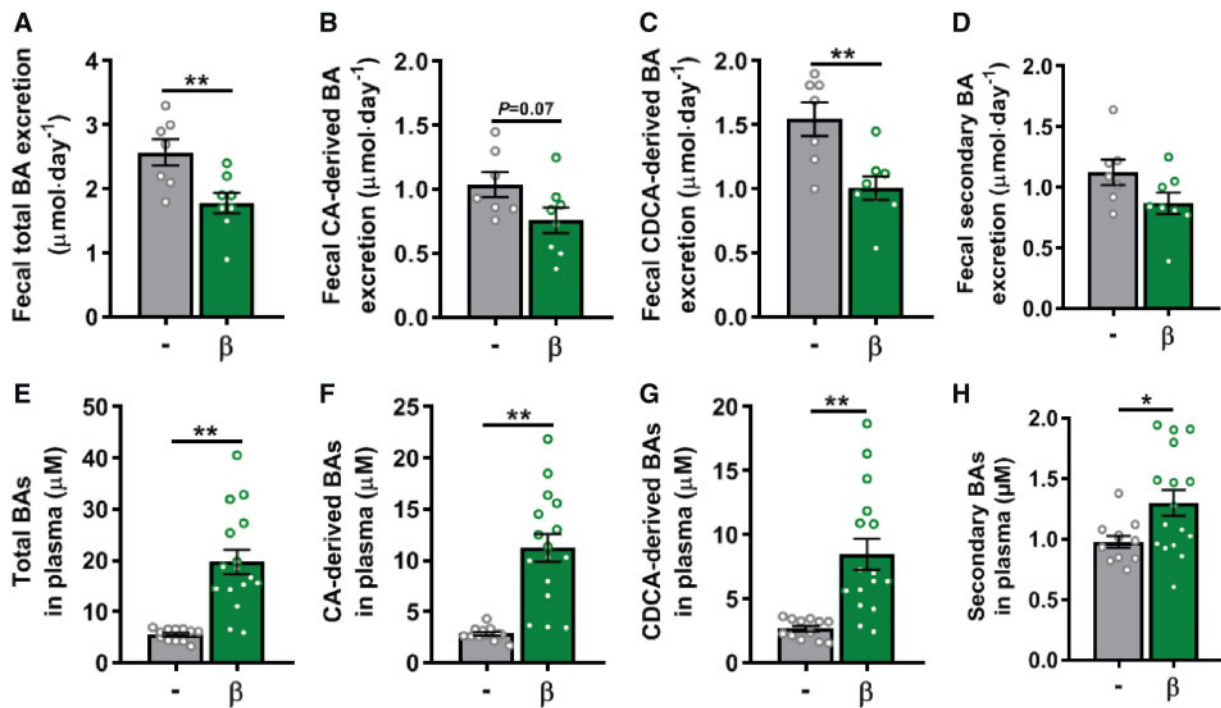 A
Fecal total BA excretion
(μmol·day⁻¹)
4
3
2
1
0
**
-
β
B
Fecal CA-derived BA
excretion (μmol·day⁻¹)
2.0
1.5
1.0
0.5
0.0
P=0.07
-
β
C
Fecal CDCA-derived BA
excretion (μmol·day⁻¹)
2.0
1.5
1.0
0.5
0.0
**
-
β
D
Fecal secondary BA
excretion (μmol·day⁻¹)
2.0
1.5
1.0
0.5
0.0
-
β
E
Total BAs
in plasma (μM)
50
40
30
20
10
0
**
-
β
F
CA-derived BAs
in plasma (μM)
25
20
15
10
5
0
**
-
β
G
CDCA-derived BAs
in plasma (μM)
20
15
10
5
0
**
-
β
H
Secondary BAs
in plasma (μM)
2.0
1.5
1.0
1.5
0.0
*
-
β